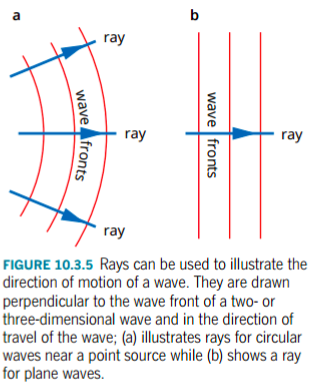 a
b
ray
wave fronts
ray
ray
wave fronts
ray
FIGURE 10.3.5 Rays can be used to illustrate the
direction of motion of a wave. They are drawn
perpendicular to the wave front of a two- or
three-dimensional wave and in the direction of
travel of the wave; (a) illustrates rays for circular
waves near a point source while (b) shows a ray
for plane waves.